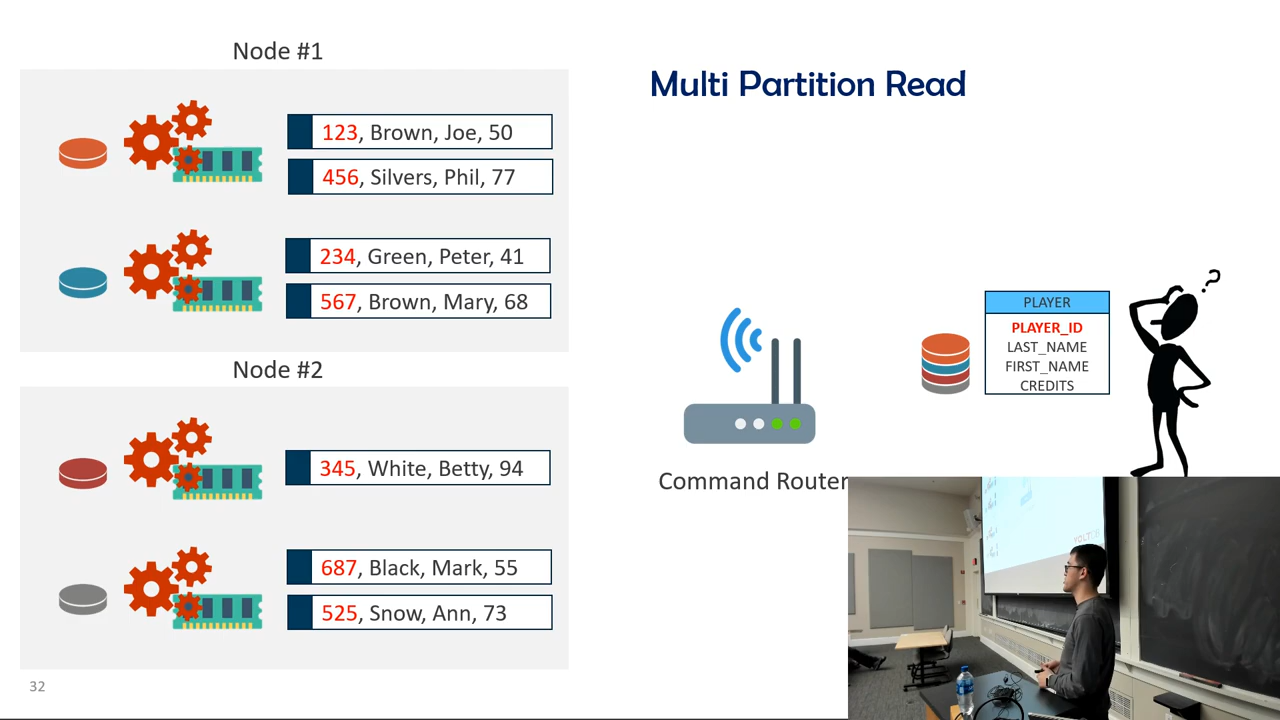 Node #1
Multi Partition Read
123, Brown, Joe, 50
456, Silvers, Phil, 77
234, Green, Peter, 41
567, Brown, Mary, 68
Node #2
345, White, Betty, 94
687, Black, Mark, 55
525, Snow, Ann, 73
PLAYER
PLAYER_ID
LAST_NAME
FIRST_NAME
CREDITS
?
Command Router
32